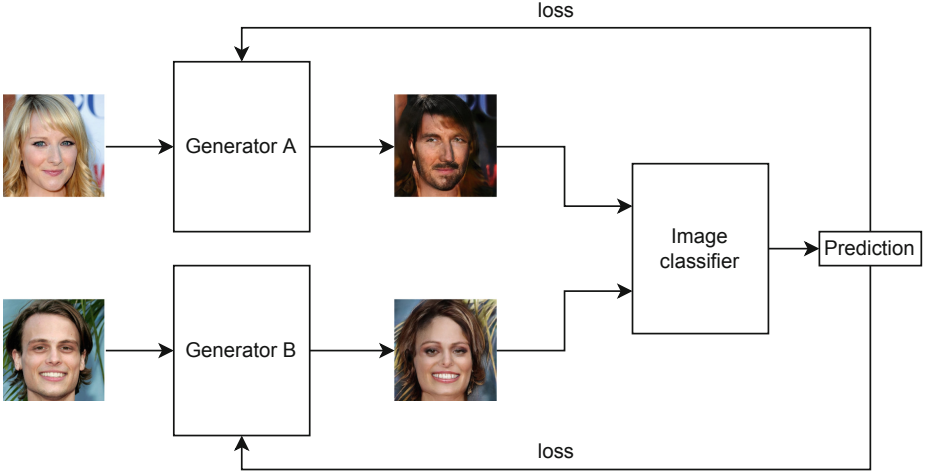 loss
Generator A
Image
classifier
Prediction
Generator B
loss